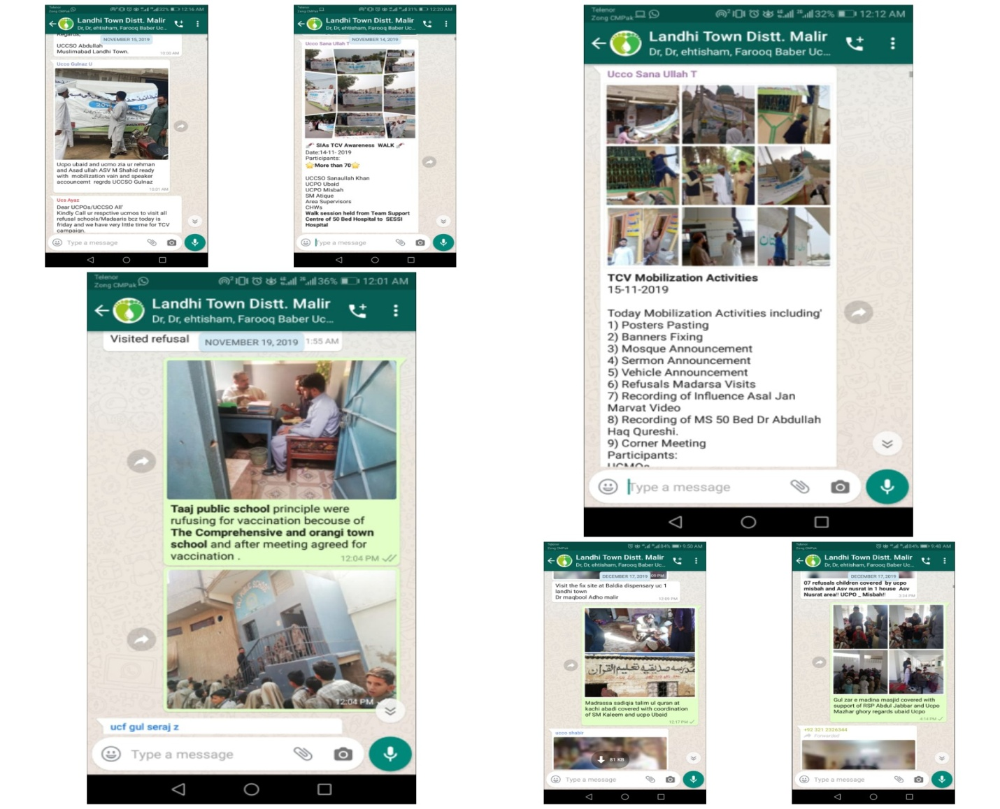 Telenor
Zong CMPak
32% 12:16 AM
Landhi Town Distt. Malir
Dr, Dr, ehtisham, Farooq Baber Uc...
Regards,
NOVEMBER 15, 2019
UCCSO Abdullah
Muslimabad Landhi Town.
10:00 AM
Ucco Gulnaz U
Ucpo ubaid and ucmo zia ur rehman
and Asad ullah ASV M Shahid ready
with mobilization vain and speaker
accouncemt regrds UCCSO Gulnaz
10:01 AM
Ucs Ayaz
Dear UCPOs/UCCSO All'
Kindly Call ur respctive ucmos to visit all
refusal schools/Madaaris bcz today is
friday and we have very little time for TCV
campaign.
Type a message
Telenor
Zong CMPak
31% 12:20 AM
Landhi Town Distt. Malir
Dr, Dr, ehtisham, Farooq Baber Uc...
NOVEMBER 14, 2019
Ucco Sana Ullah T
SIAs TCV Awareness WALK
Date:14-11- 2019
Participants:
More than 70
UCCSO Sanaullah Khan
UCPO Ubaid
UCPO Misbah
SM Atique
Area Supervisors
CHWs
Walk session held from Team Support
Centre of 50 Bed Hospital to SESSI
Hospital
Type a message
Telenor
Zong CMPak
32% 12:12 AM
Landhi Town Distt. Malir
Dr, Dr, ehtisham, Farooq Baber Uc...
Ucco Sana Ullah T
TCV Mobilization Activities
15-11-2019
Today Mobilization Activities including'
1) Posters Pasting
2) Banners Fixing
3) Mosque Announcement
4) Sermon Announcement
5) Vehicle Announcement
6) Refusals Madarsa Visits
7) Recording of Influence Asal Jan
Marvat Video
8) Recording of MS 50 Bed Dr Abdullah
Haq Qureshi.
9) Corner Meeting
Participants:
UCMOs
Type a message
Telenor
Zong CMPak
36% 12:01 AM
Landhi Town Distt. Malir
Dr, Dr, ehtisham, Farooq Baber Uc...
Visited refusal
NOVEMBER 19, 2019
1:55 AM
Taaj public school principle were
rufusing for vaccination becouse of
The Comprehensive and orangi town
school and after meeting agreed for
vaccination .
12:04 PM
12:04 PM
ucf gul seraj z
Type a message
Telenor
Zong CMPak
84% 9:50 AM
Landhi Town Distt. Malir
Dr, Dr, ehtisham, Farooq Baber Uc...
DECEMBER 17, 2019
Visit the fix site at Baldia dispensary uc 1
landhi town
Dr maqbool Adho malir
12:09 PM
مدرسه صديقيه تعليم القرآن
Madrassa sadiqia talim ul quran at
kachi abadi covered with coordination
of SM Kaleem and ucpo Ubaid
12:17 PM
ucco shabir
81 KB
Type a message
Telenor
Zong CMPak
84% 9:48 AM
Landhi Town Distt. Malir
Dr, Dr, ehtisham, Farooq Baber Uc...
DECEMBER 17, 2019
07 refusals children covered by ucpo
misbah and Asv nusrat in 1 house Asv
Nusrat area!! UCPO _ Misbah!!
3:34 PM
Gul zar e madina masjid covered with
support of RSP Abdul Jabbar and Ucpo
Mazhar ghory regards ubaid Ucpo
4:14 PM
+92 321 2326344
Forwarded
Type a message